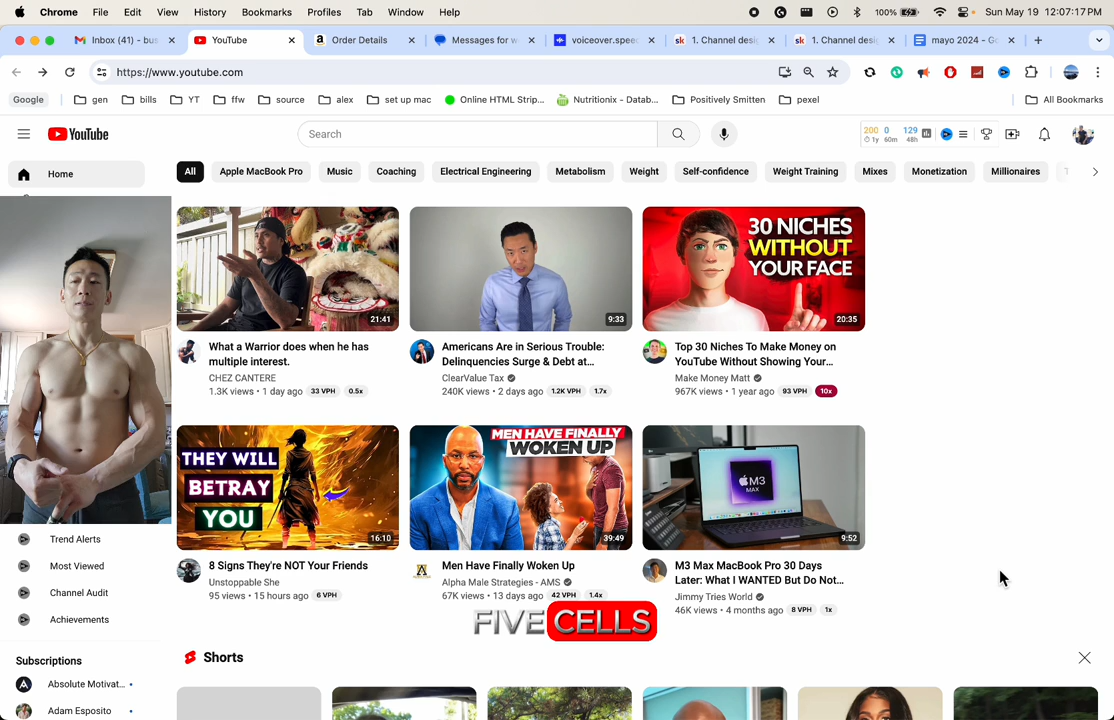 Chrome File Edit View History Bookmarks Profiles Tab Window Help 100% Sun May 19 12:07:17 PM
Inbox (41) - bus YouTube Order Details Messages for w voiceover.spee 1. Channel desi 1. Channel desi mayo 2024 - Go
https://www.youtube.com
Google gen bills YT ffw source alex set up mac Online HTML Strip... Nutritionix - Datab... Positively Smitten pexel All Bookmarks
YouTube Search 200 0 129
1y 60m 48h
Home All Apple MacBook Pro Music Coaching Electrical Engineering Metabolism Weight Self-confidence Weight Training Mixes Monetization Millionaires
30 NICHES
WITHOUT
YOUR FACE
21:41 9:33 20:35
What a Warrior does when he has
multiple interest.
CHEZ CANTERE
1.3K views • 1 day ago 33 VPH 0.5x
Americans Are in Serious Trouble:
Delinquencies Surge & Debt at...
ClearValue Tax
240K views • 2 days ago 1.2K VPH 1.7x
Top 30 Niches To Make Money on
YouTube Without Showing Your...
Make Money Matt
967K views • 1 year ago 93 VPH 10x
THEY WILL
BETRAY
YOU
16:10
MEN HAVE FINALLY
WOKEN UP
39:49
M3
MAX
9:52
8 Signs They're NOT Your Friends
Unstoppable She
95 views • 15 hours ago 6 VPH
Men Have Finally Woken Up
Alpha Male Strategies - AMS
67K views • 13 days ago 42 VPH 1.4x
M3 Max MacBook Pro 30 Days
Later: What I WANTED But Do Not...
Jimmy Tries World
46K views • 4 months ago 8 VPH 1x
Trend Alerts
Most Viewed
Channel Audit
Achievements
FIVE CELLS
Subscriptions
Absolute Motivat...
Adam Esposito
Shorts